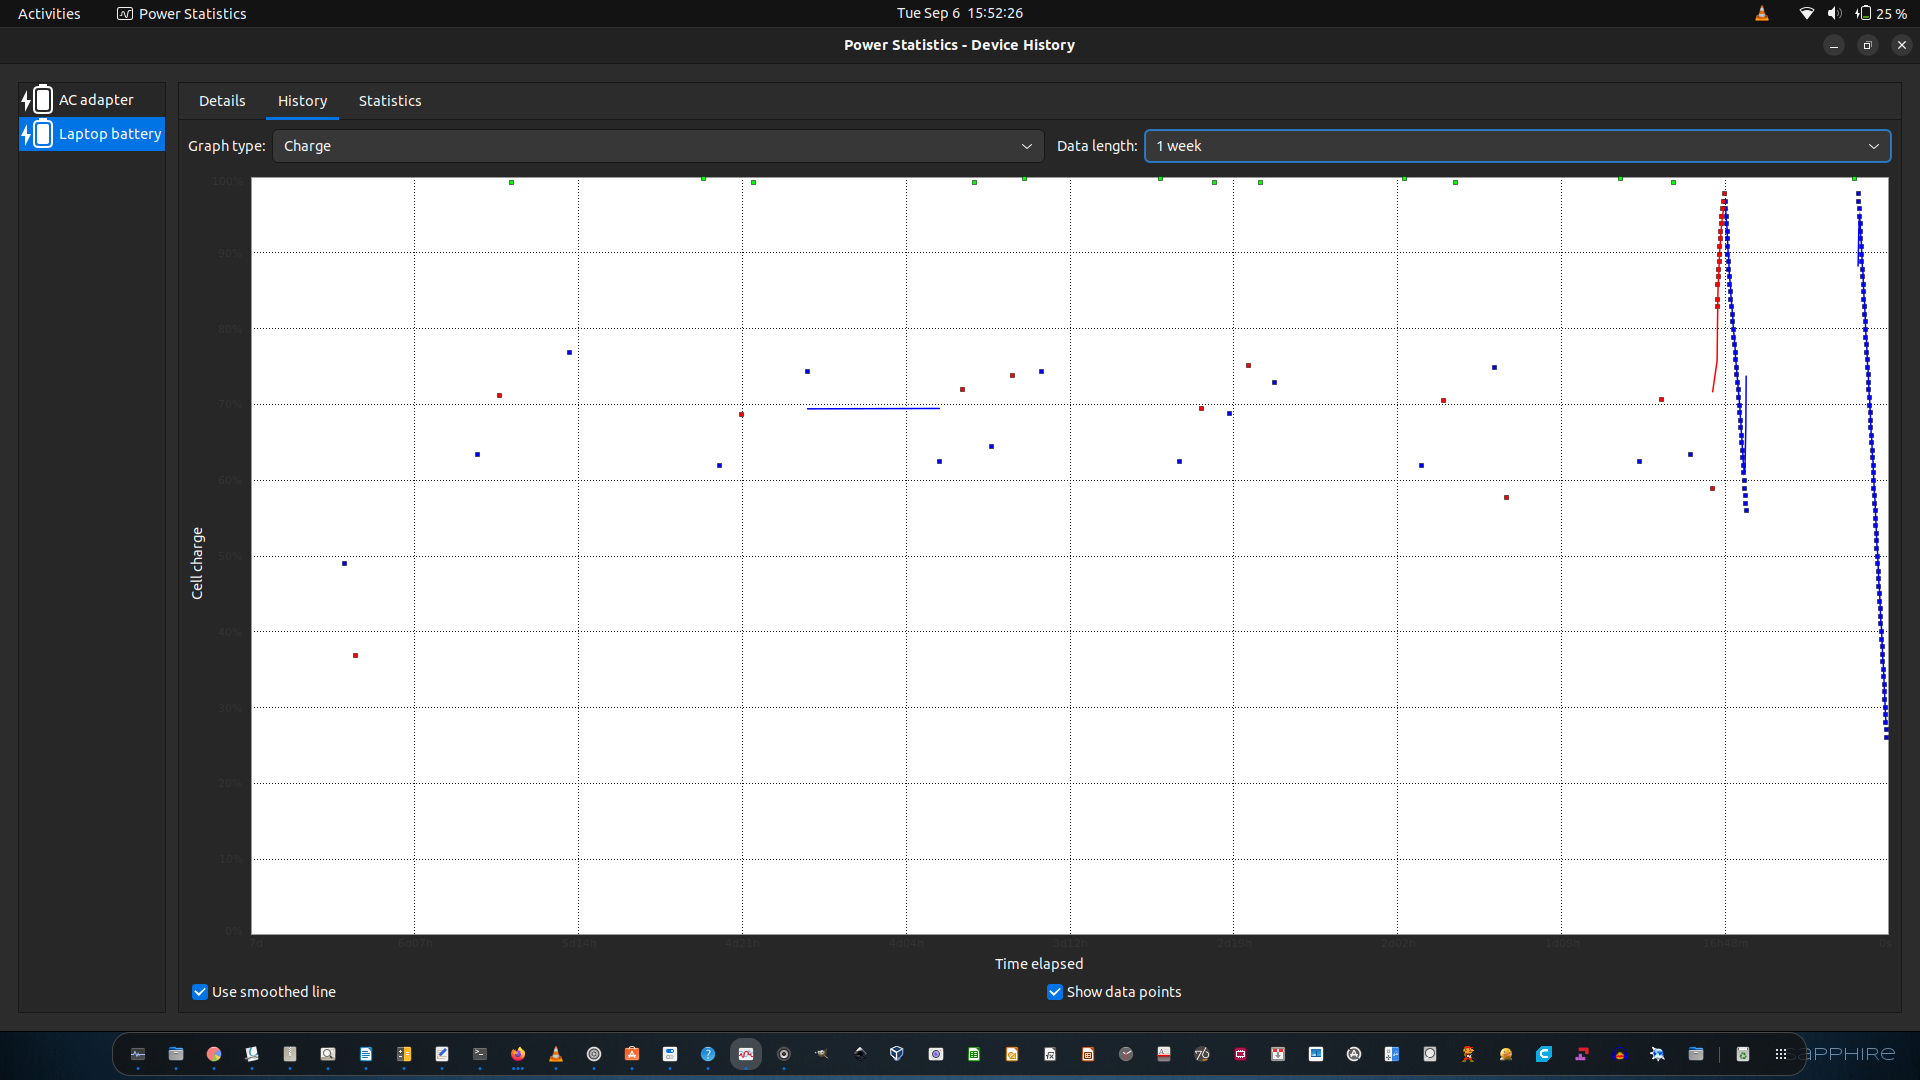 Activities
Power Statistics
Tue Sep 6 15:52:26
25 %
Power Statistics - Device History
AC adapter
Laptop battery
Details
History
Statistics
Graph type:
Charge
Data length:
1 week
100%
90%
80%
70%
60%
50%
40%
30%
20%
10%
0%
Cell charge
7d
6d07h
5d14h
4d21h
4d04h
3d12h
2d19h
2d02h
1d09h
16h48m
0s
Time elapsed
Use smoothed line
Show data points
76
SAPPHIRE